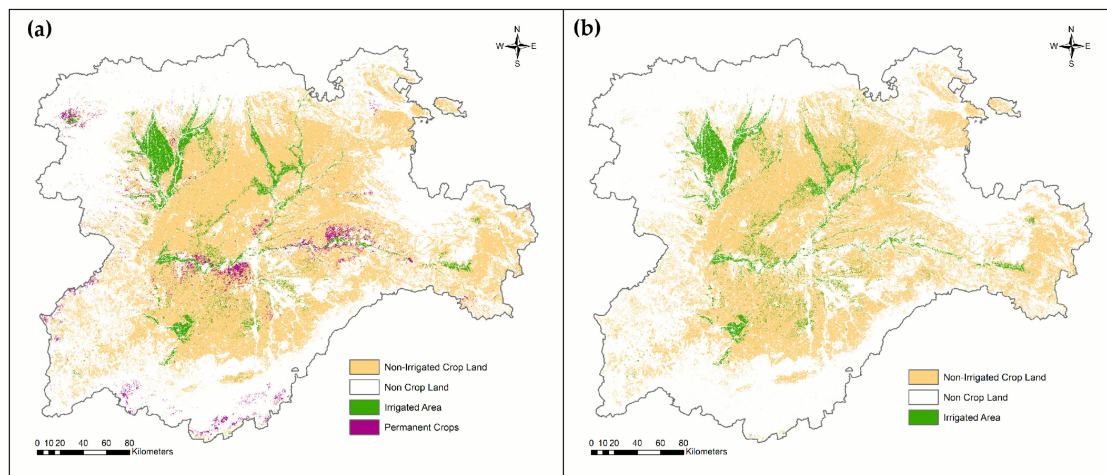 (a)
N
W E
S
Non-Irrigated Crop Land
Non Crop Land
Irrigated Area
Permanent Crops
0 10 20 40 60 80
Kilometers
(b)
N
W E
S
Non-Irrigated Crop Land
Non Crop Land
Irrigated Area
0 10 20 40 60 80
Kilometers